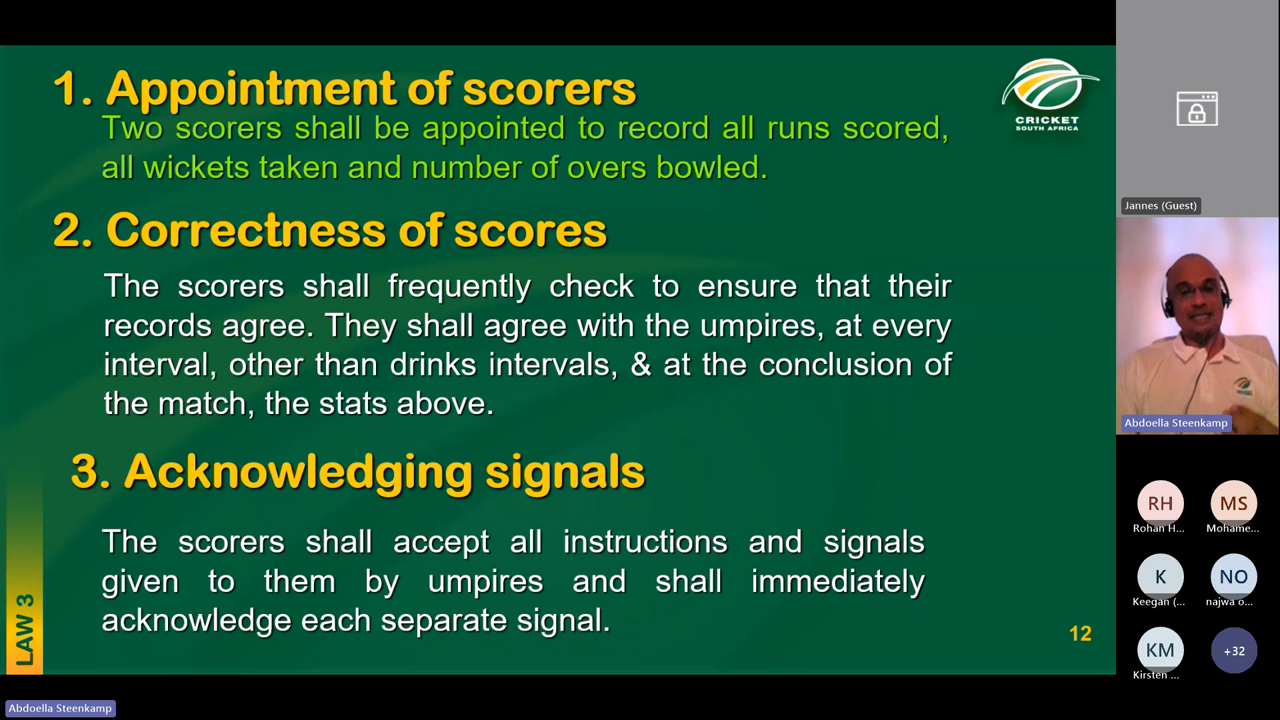 1. Appointment of scorers
Two scorers shall be appointed to record all runs scored,
all wickets taken and number of overs bowled.
2. Correctness of scores
The scorers shall frequently check to ensure that their
records agree. They shall agree with the umpires, at every
interval, other than drinks intervals, & at the conclusion of
the match, the stats above.
3. Acknowledging signals
The scorers shall accept all instructions and signals
given to them by umpires and shall immediately
acknowledge each separate signal.
LAW 3
12
CRICKET
SOUTH AFRICA
Jannes (Guest)
Abdoella Steenkamp
RH
Rohan H...
MS
Mohame...
K
Keegan (...
NO
najwa o...
KM
Kirsten ...
+32
Abdoella Steenkamp